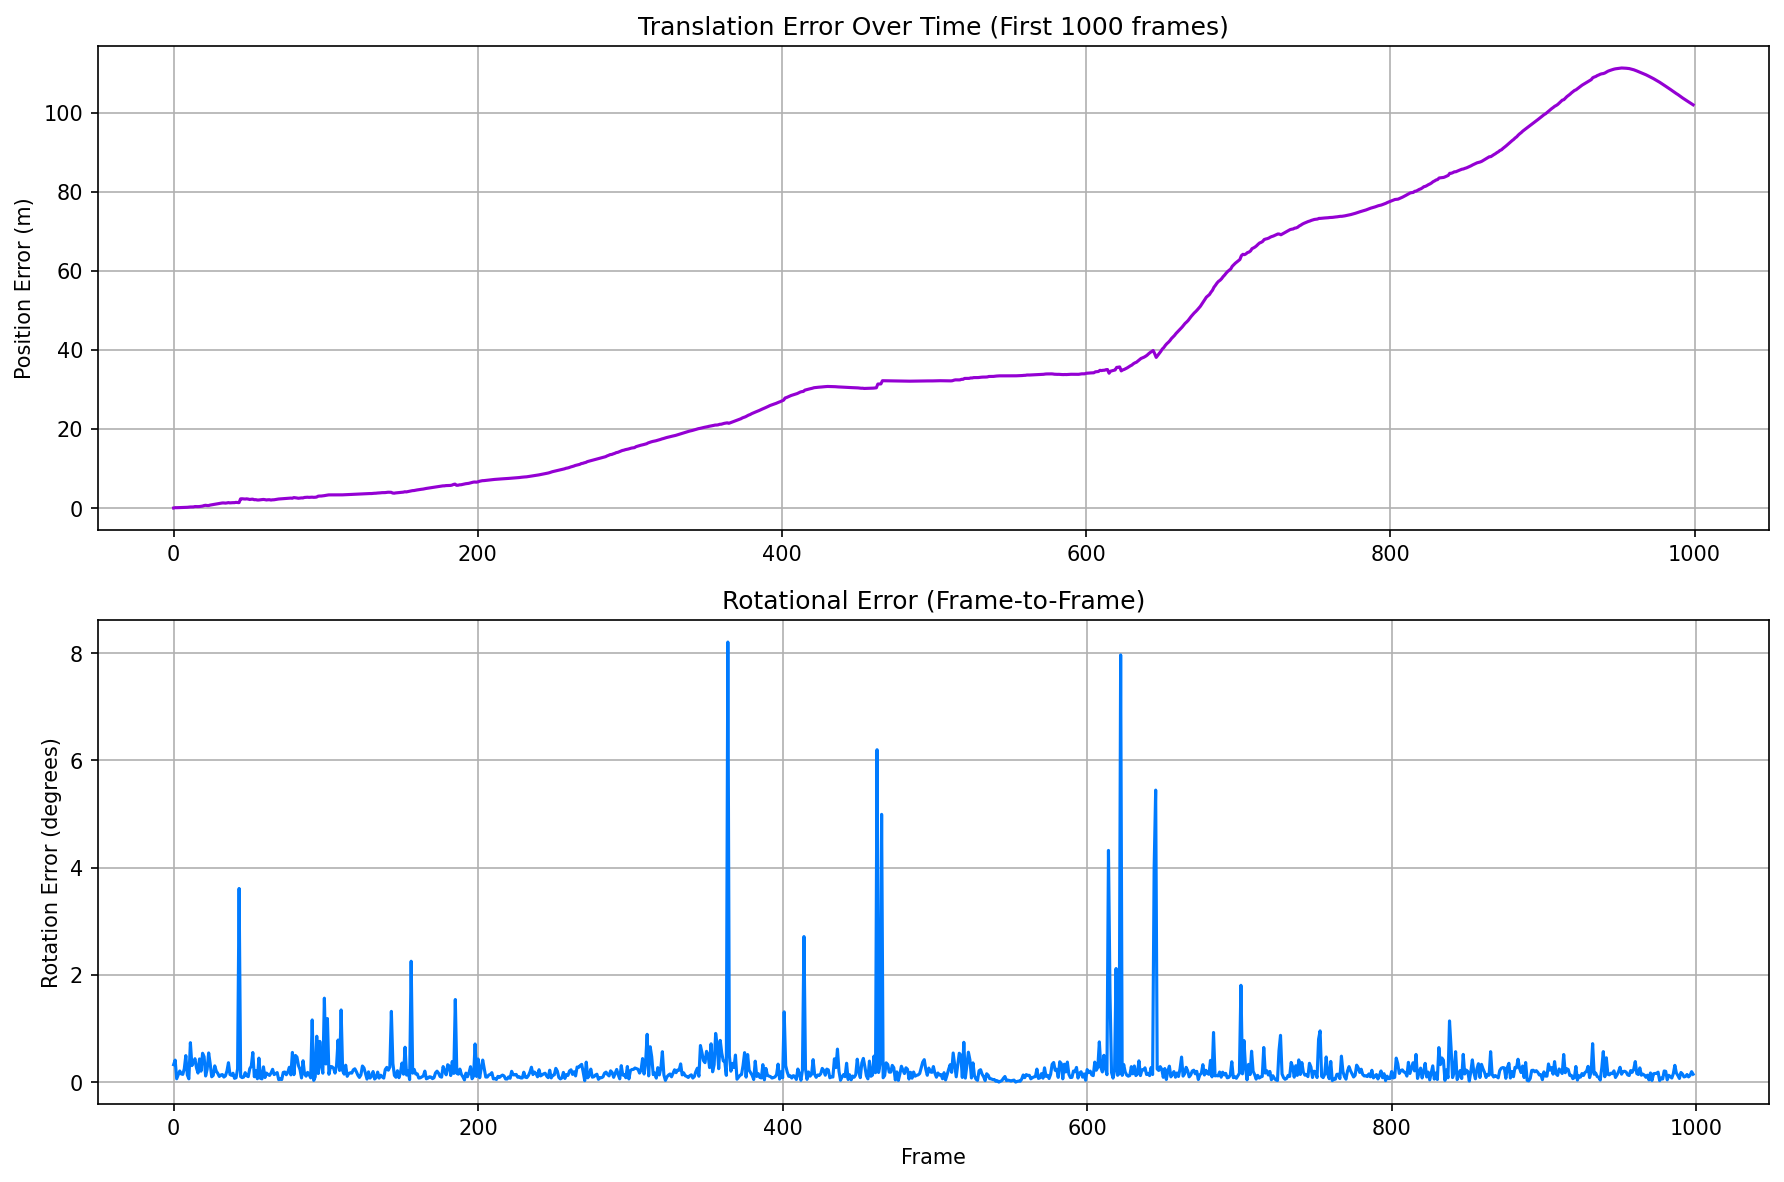 Translation Error Over Time (First 1000 frames)
Position Error (m)
100
80
60
40
20
0
0 200 400 600 800 1000
Rotational Error (Frame-to-Frame)
Rotation Error (degrees)
8
6
4
2
0
0 200 400 600 800 1000
Frame